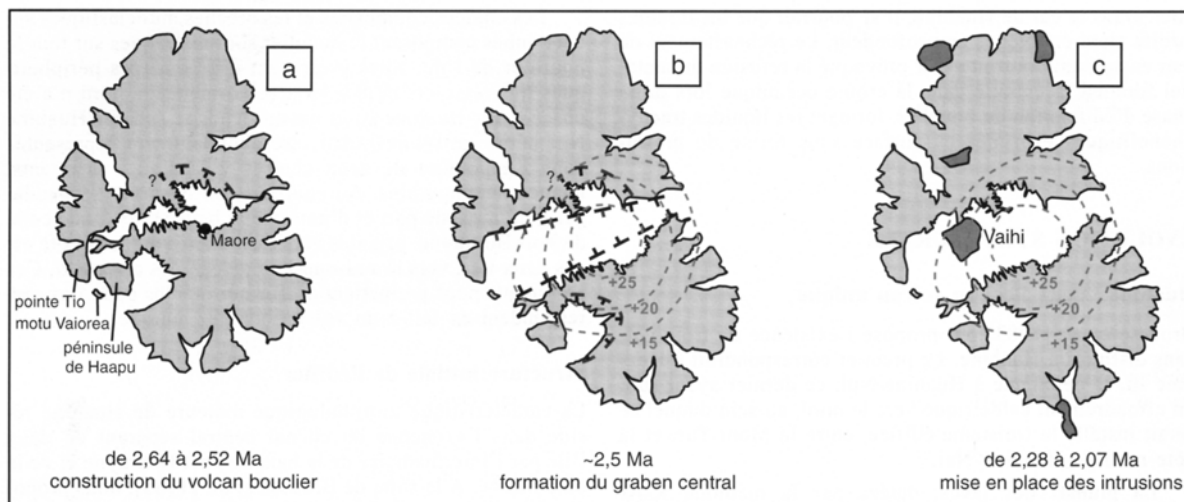 a
?
Maore
pointe Tio
motu Vaiorea
péninsule
de Haapu
de 2,64 à 2,52 Ma
construction du volcan bouclier
b
?
+25
+20
+15
~2,5 Ma
formation du graben central
c
Vaihi
+25
+20
+15
de 2,28 à 2,07 Ma
mise en place des intrusions